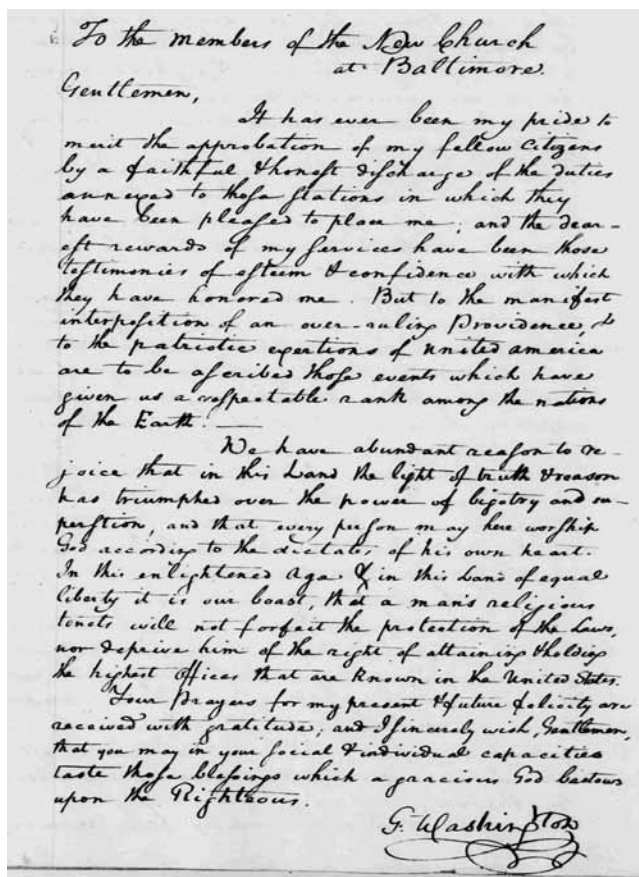 To the members of the New Church
at Baltimore.
Gentlemen,
It has ever been my pride to
merit the approbation of my fellow citizens
by a faithful & honest discharge of the duties
annexed to those stations in which they
have been pleased to place me; and the dear-
est rewards of my services have been those
testimonies of esteem & confidence with which
they have honored me. But to the manifest
interposition of an over-ruling Providence, &
to the patriotic exertions of united america
are to be ascribed those events which have
given us a respectable rank among the nations
of the Earth.—
We have abundant reason to re-
joice that in this Land the light of truth & reason
has triumphed over the power of bigotry and su-
perstion, and that every person may here worship
God according to the dictates of his own heart.
In this enlightened age & in this Land of equal
liberty it is our boast, that a man's religious
tenets will not forfeit the protection of the Laws,
nor deprive him of the right of attaining & holding
the highest offices that are known in the United States.
Your Prayers for my present & future felicity are
received with gratitude; and I sincerely wish, Gentlemen,
that you may in your social & individual capacities
taste those blessings which a gracious God bestows
upon the Righteous.
G. Washington